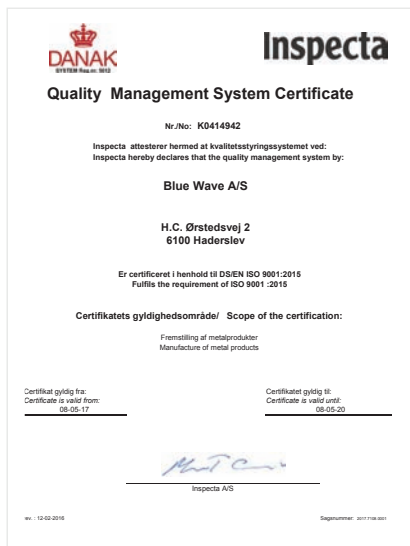 DANAK
SYSTEM Reg.nr. 5012
Inspecta
Quality Management System Certificate
Nr./No: K0414942
Inspecta attesterer hermed at kvalitetsstyringssystemet ved:
Inspecta hereby declares that the quality management system by:
Blue Wave A/S
H.C. Ørstedsvej 2
6100 Haderslev
Er certificeret i henhold til DS/EN ISO 9001:2015
Fulfils the requirement of ISO 9001 :2015
Certifikatets gyldighedsområde/ Scope of the certification:
Fremstilling af metalprodukter
Manufacture of metal products
Certifikat gyldig fra:
Certificate is valid from:
08-05-17
Certifikatet gyldig til:
Certificate is valid until:
08-05-20
Inspecta A/S
ev. : 12-02-2016
Sagsnummer: 2017.7108.0001